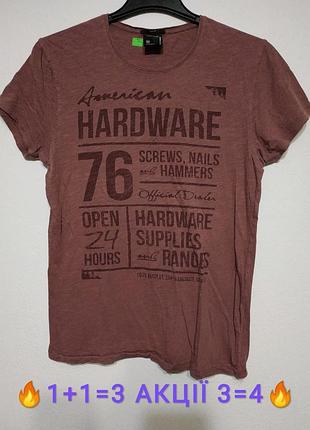 American
HARDWARE
76
SCREWS, NAILS
and HAMMERS
Official Dealer
OPEN
24
HOURS
HARDWARE
SUPPLIES
and RANDIS
🔥1+1=3 АКЦІЇ 3=4🔥